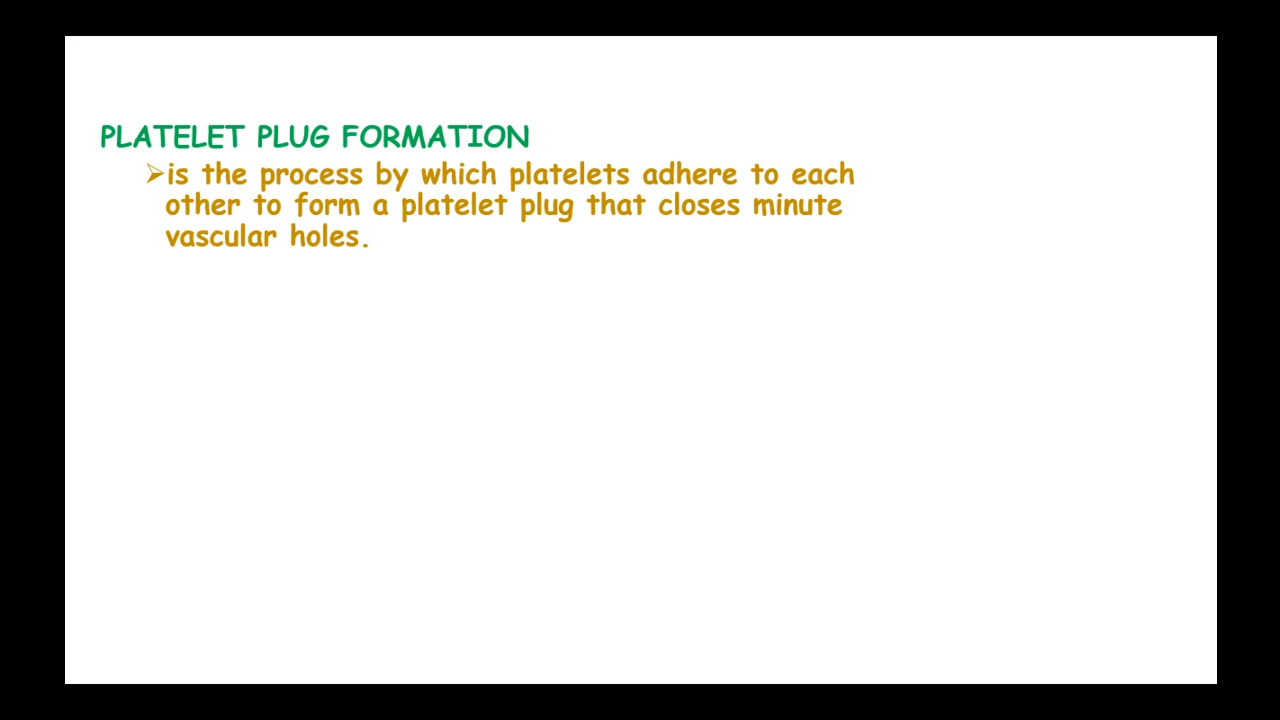 PLATELET PLUG FORMATION
➢is the process by which platelets adhere to each
other to form a platelet plug that closes minute
vascular holes.